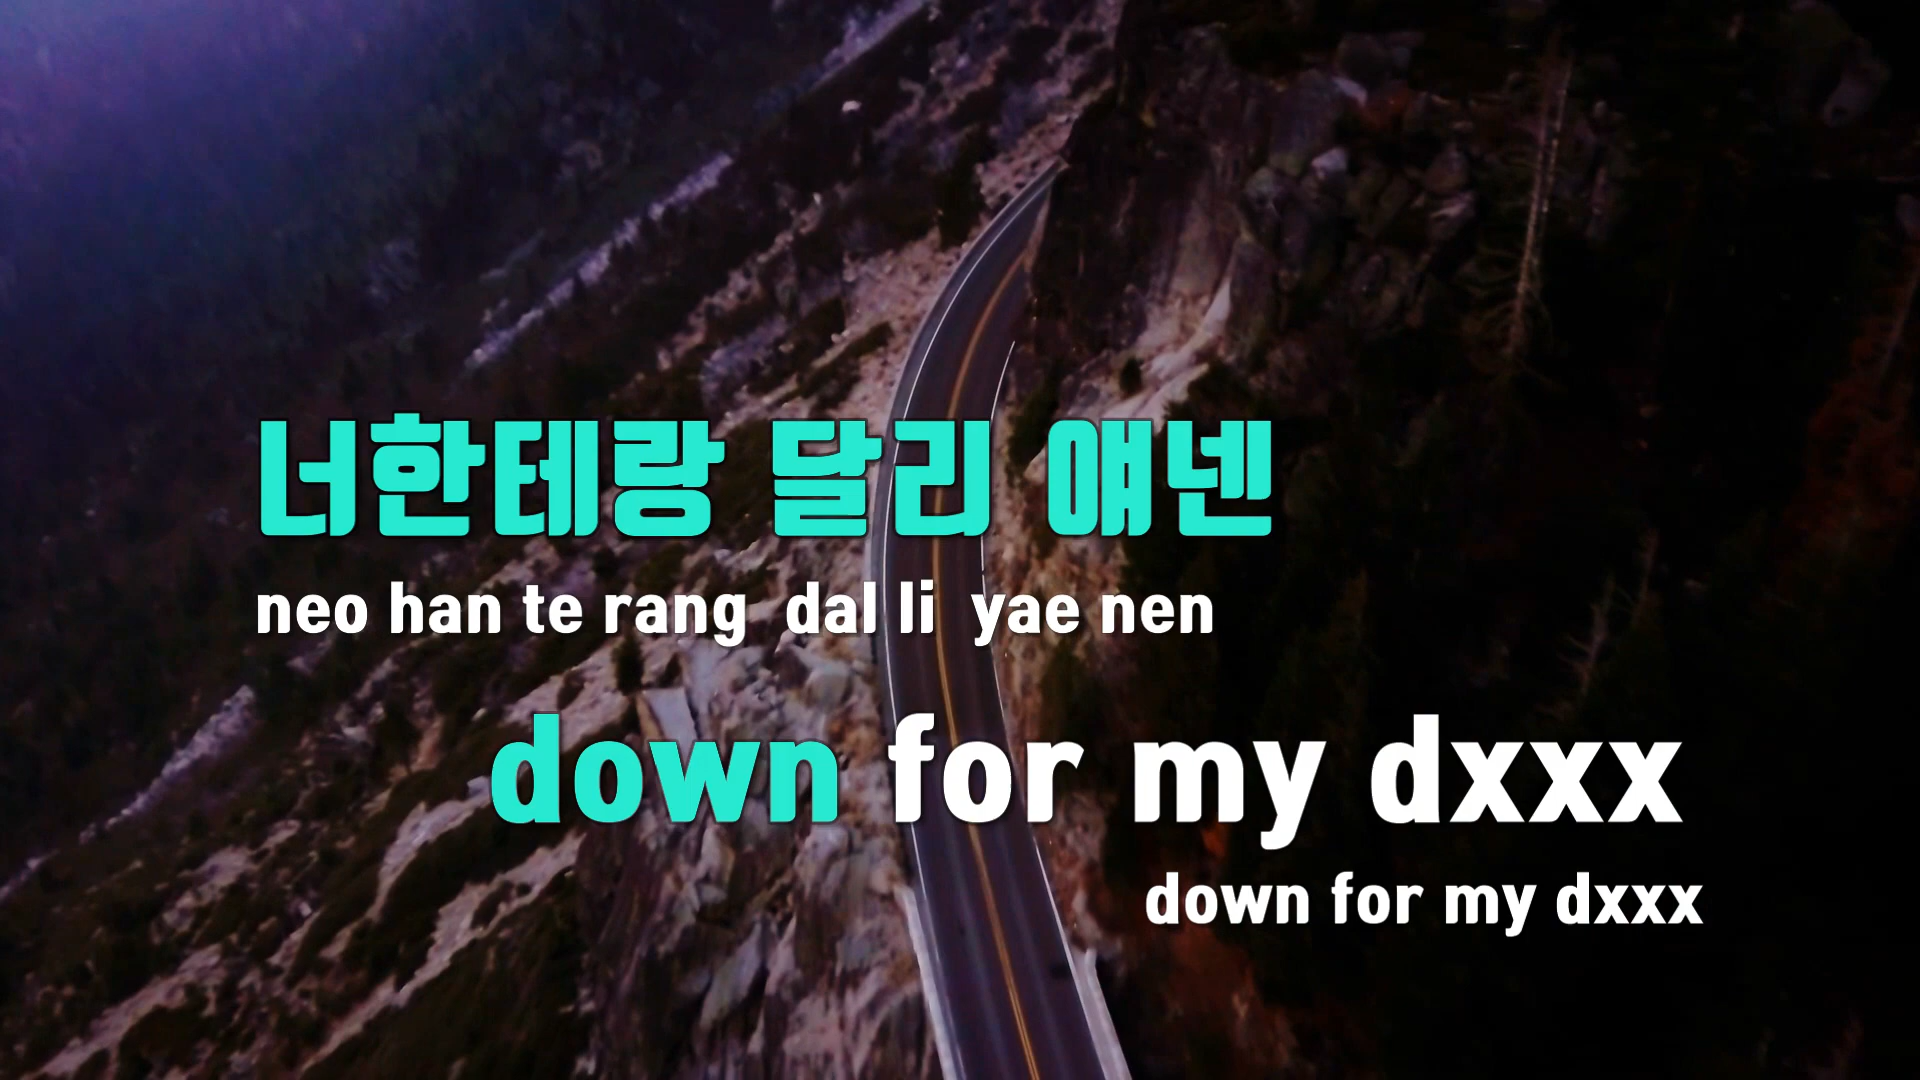 너한테랑 달리 얘넨
neo han te rang dal li yae nen
down for my dxxx
down for my dxxx